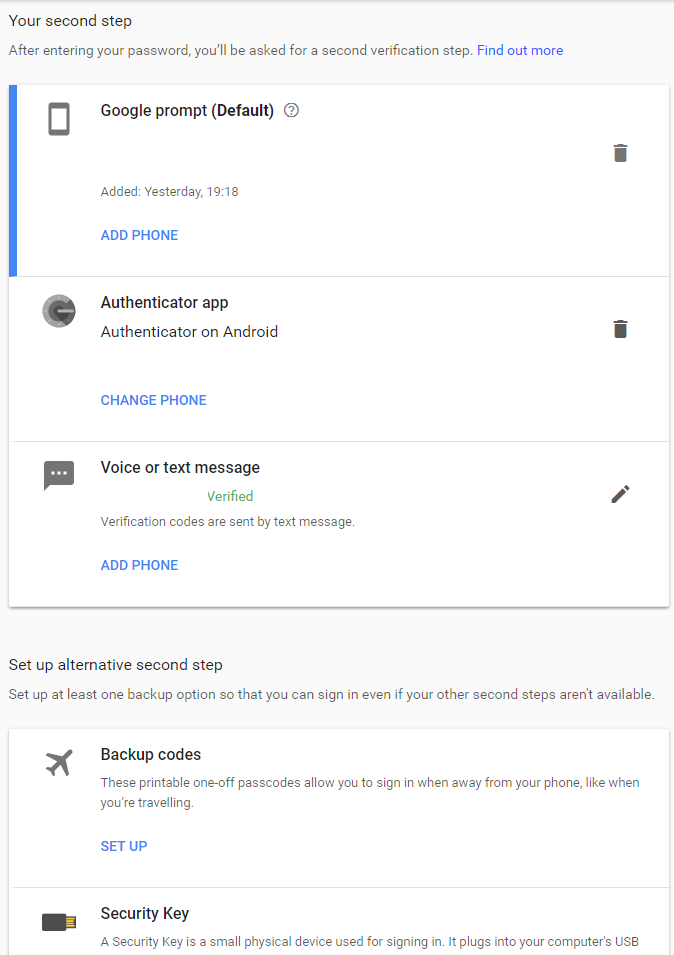 Your second step
After entering your password, you'll be asked for a second verification step. Find out more
Google prompt (Default)
Added: Yesterday, 19:18
ADD PHONE
Authenticator app
Authenticator on Android
CHANGE PHONE
Voice or text message
Verified
Verification codes are sent by text message.
ADD PHONE
Set up alternative second step
Set up at least one backup option so that you can sign in even if your other second steps aren't available.
Backup codes
These printable one-off passcodes allow you to sign in when away from your phone, like when
you're travelling.
SET UP
Security Key
A Security Key is a small physical device used for signing in. It plugs into your computer's USB